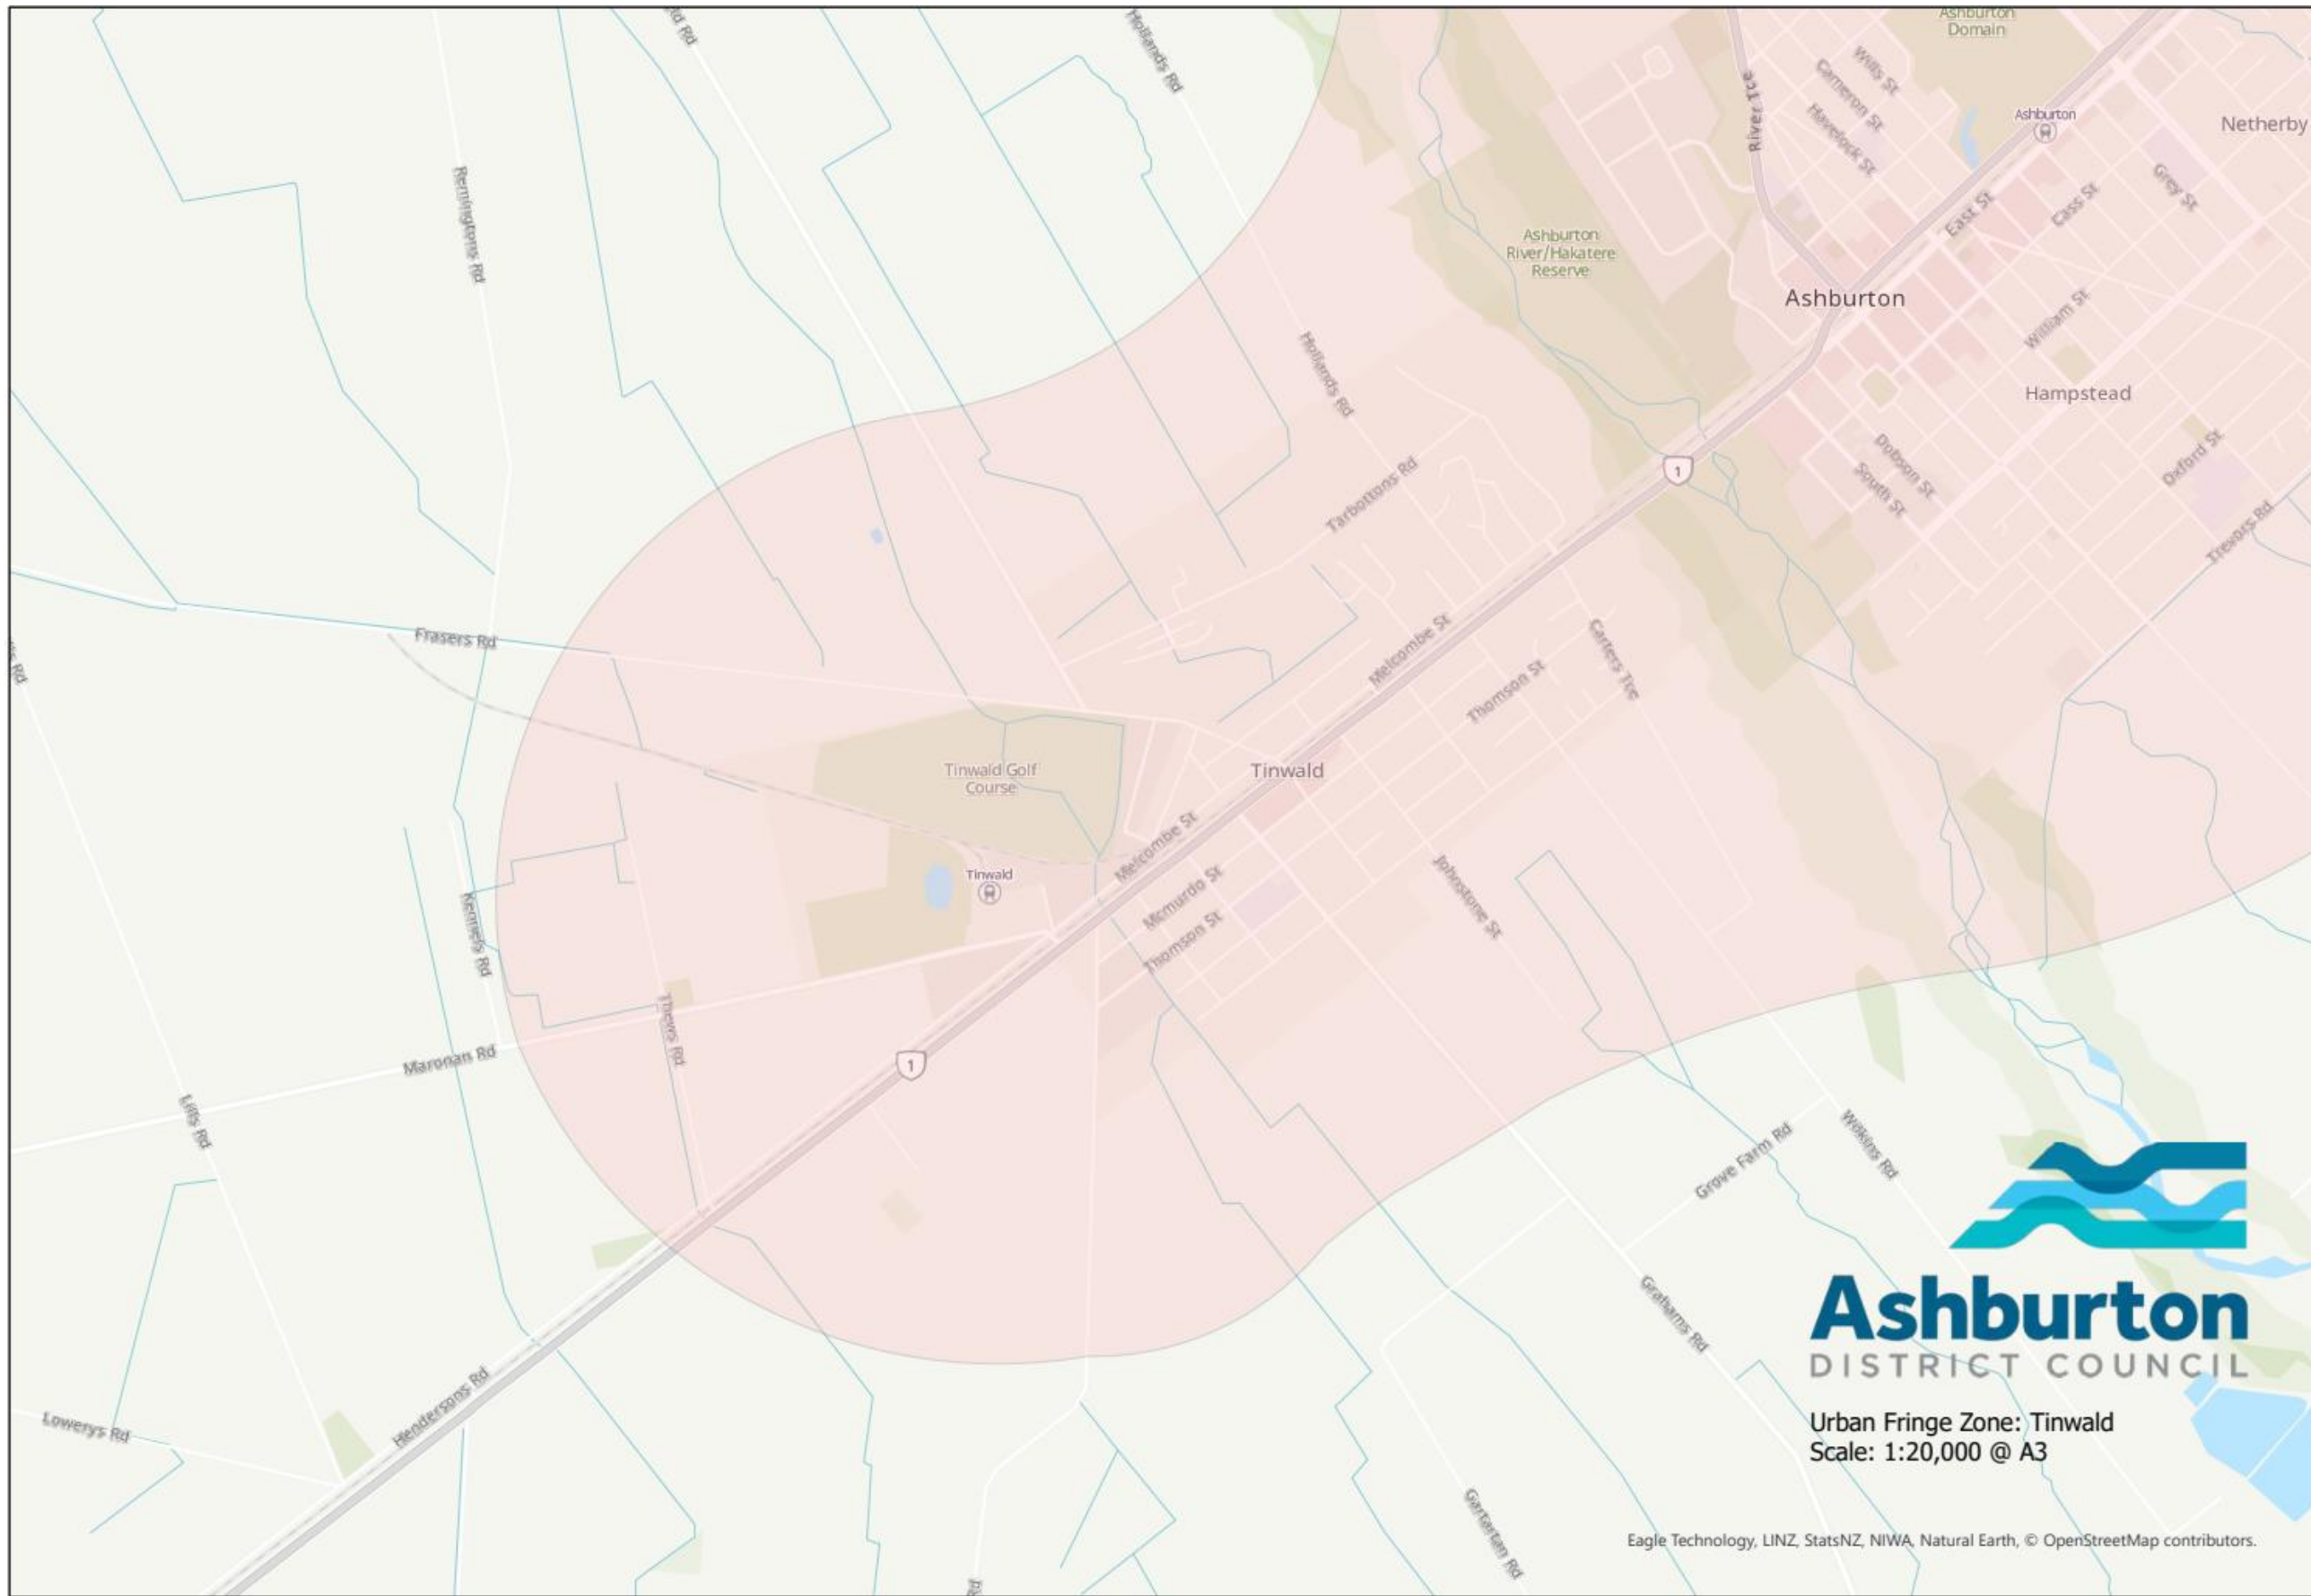 Hollands Rd
Ashburton
Domain
Wills St
Cameron St
Havelock St
River Tce
Ashburton
Netherby
Grey St
Cass St
East St
Remingtons Rd
Ashburton
River/Hakatere
Reserve
Ashburton
William St
Hollands Rd
Hampstead
Dobson St
South St
Oxford St
Trevors Rd
1
Tarbottons Rd
Frasers Rd
Melcombe St
Carters Tce
Thomson St
Tinwald Golf
Course
Tinwald
Melcombe St
Tinwald
Mcmurdo St
Thomson St
Johnstone St
Kennels Rd
Thews Rd
Maronan Rd
1
Lills Rd
Grove Farm Rd
Wilkins Rd
Grahams Rd
Hendersons Rd
Lowerys Rd
Gartartan Rd
Ashburton
DISTRICT COUNCIL
Urban Fringe Zone: Tinwald
Scale: 1:20,000 @ A3
Eagle Technology, LINZ, StatsNZ, NIWA, Natural Earth, © OpenStreetMap contributors.